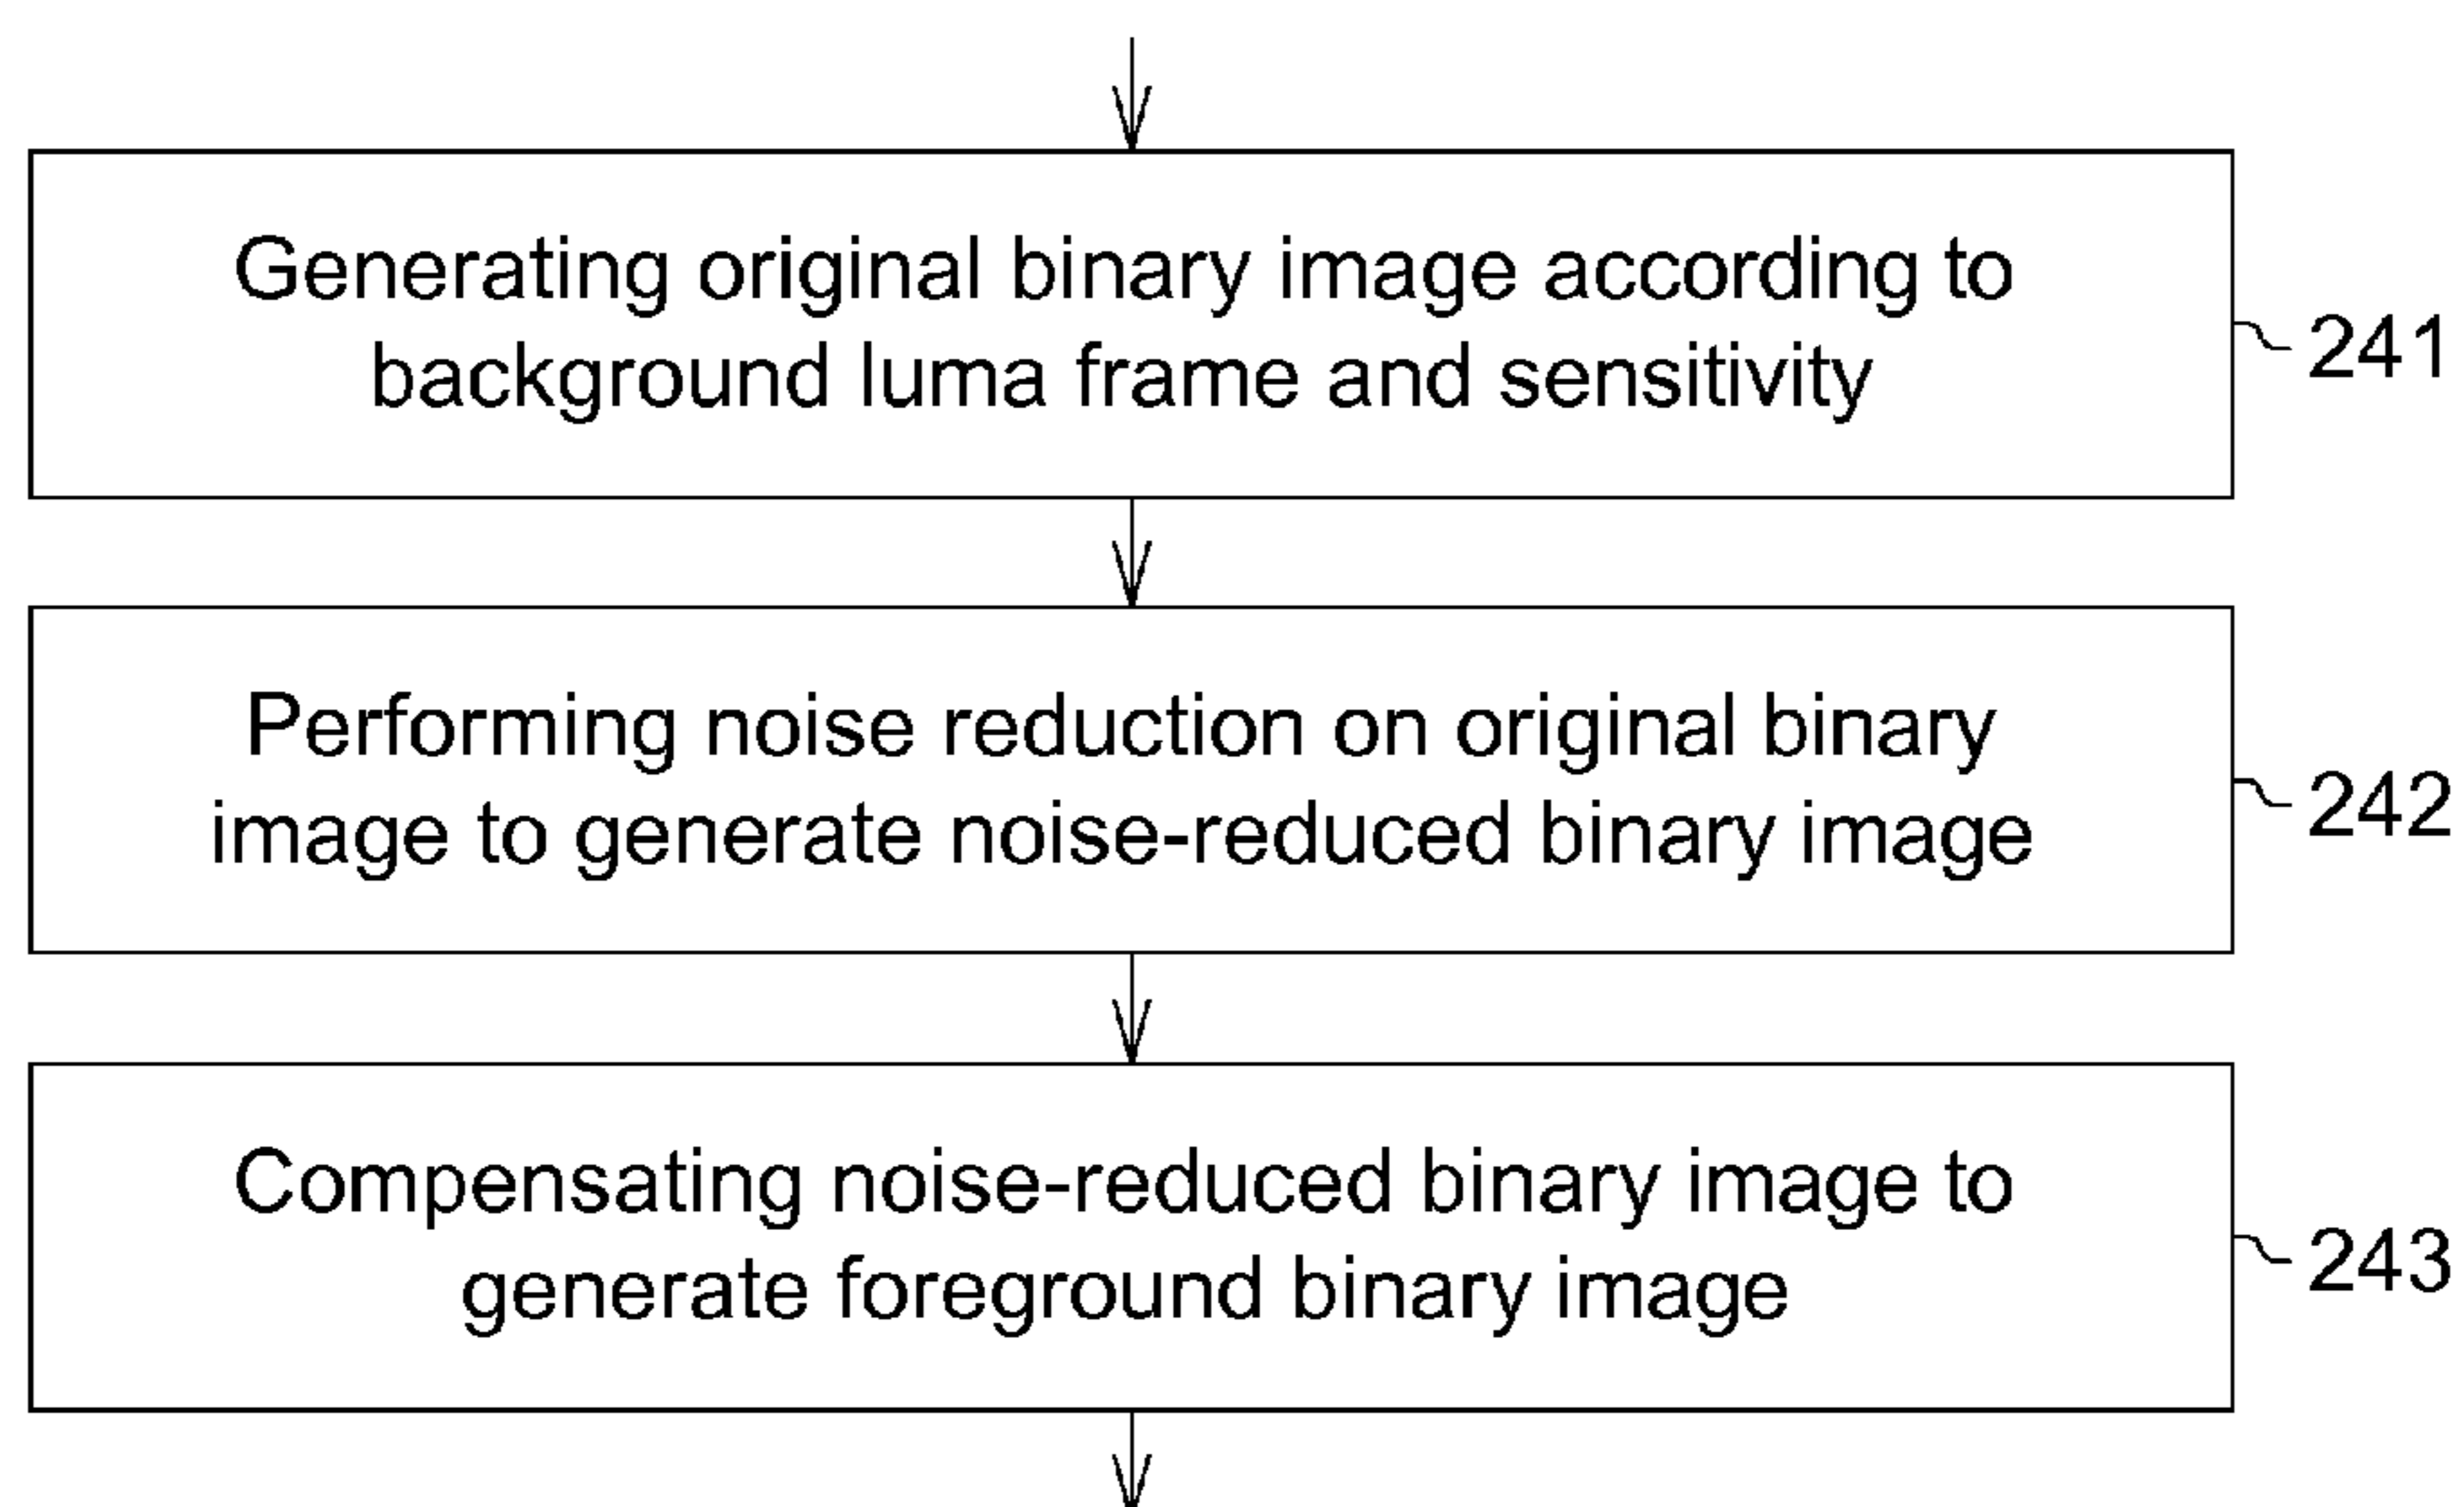 Generating original binary image according to
background luma frame and sensitivity
241
Performing noise reduction on original binary
image to generate noise-reduced binary image
242
Compensating noise-reduced binary image to
generate foreground binary image
243